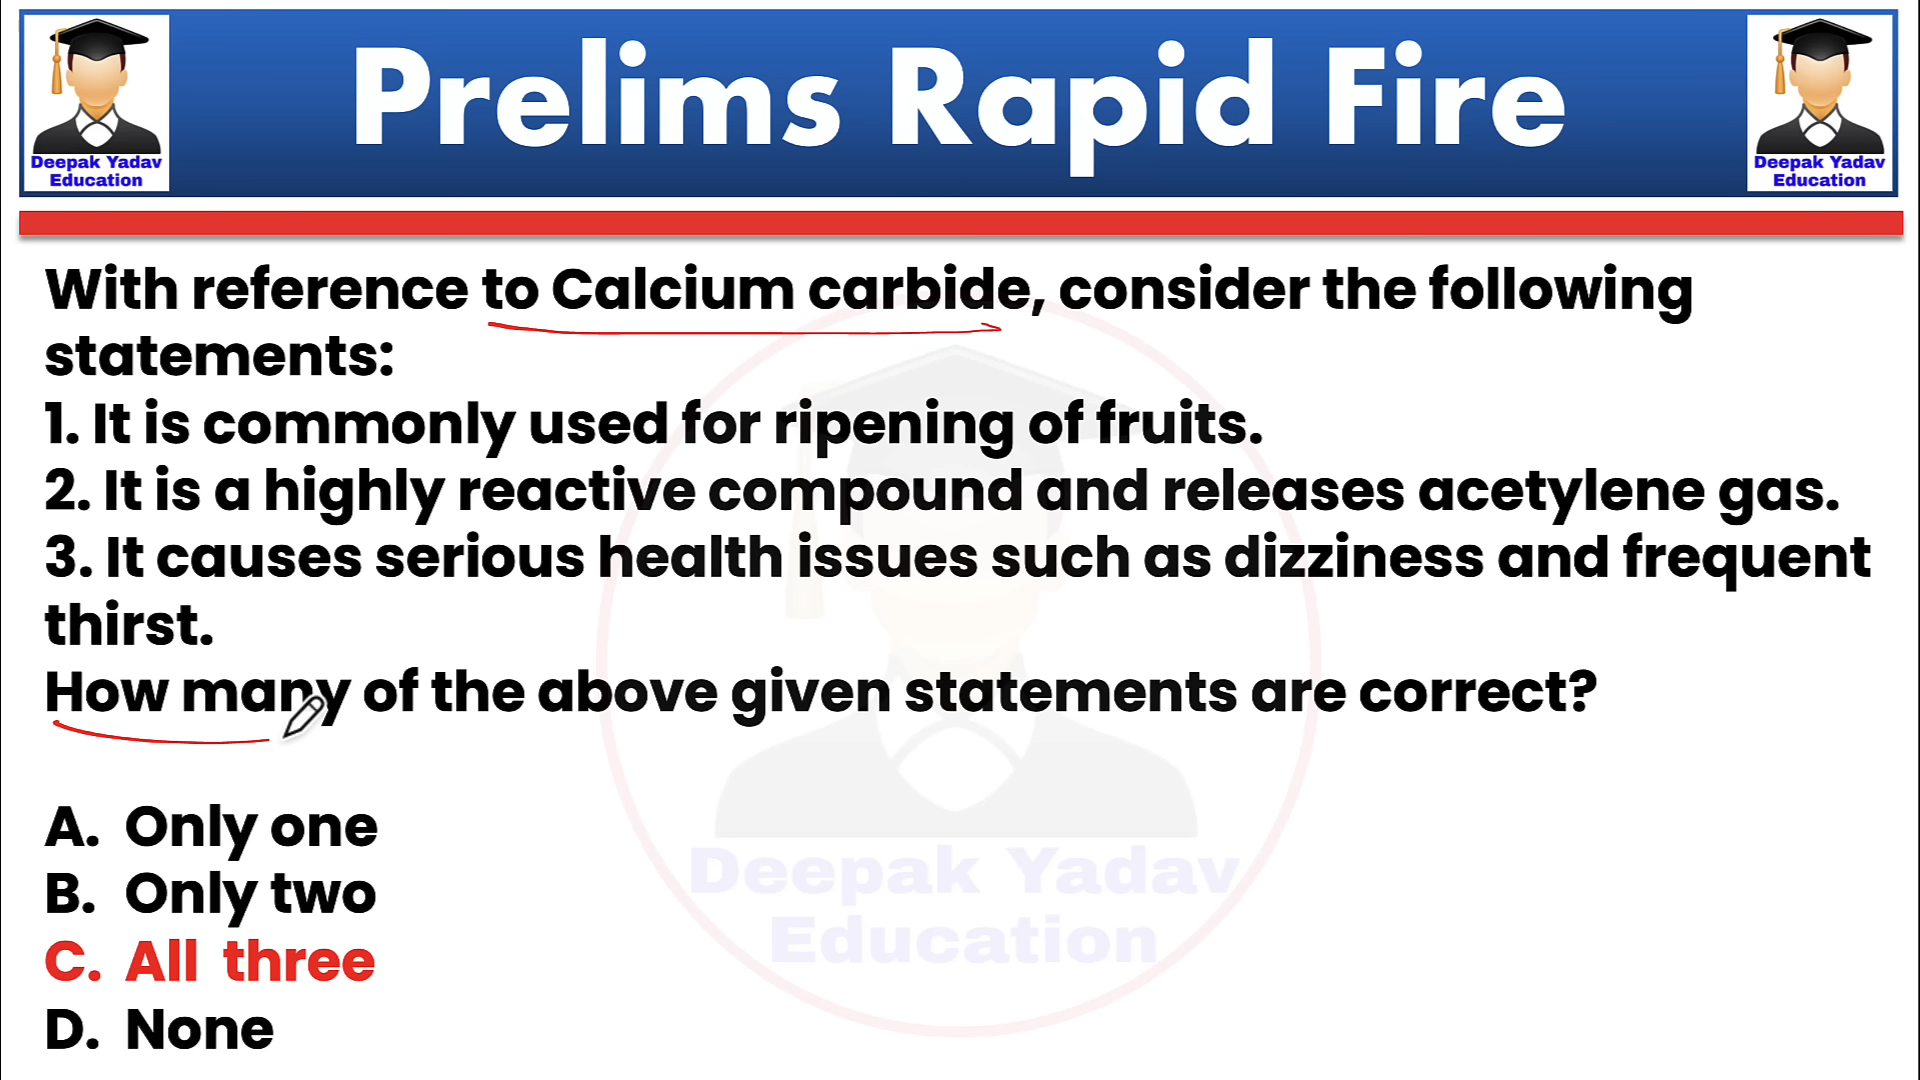 Prelims Rapid Fire
Deepak Yadav
Education
Deepak Yadav
Education
With reference to Calcium carbide, consider the following
statements:
1. It is commonly used for ripening of fruits.
2. It is a highly reactive compound and releases acetylene gas.
3. It causes serious health issues such as dizziness and frequent
thirst.
How many of the above given statements are correct?
A. Only one
B. Only two
C. All three
D. None
Deepak Yadav
Education